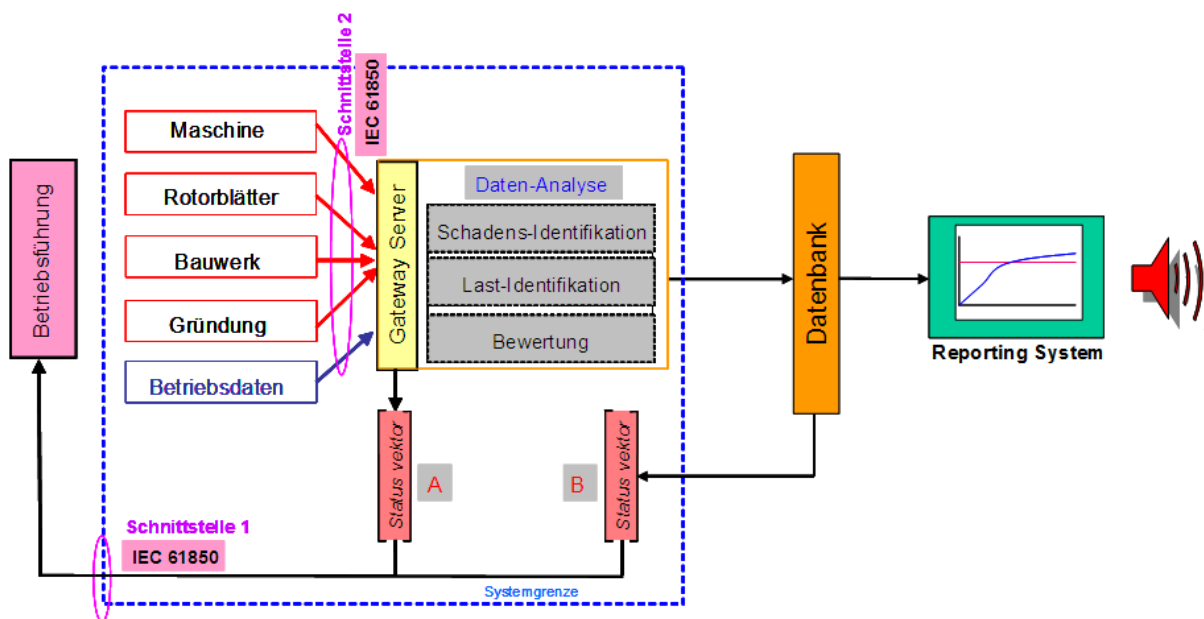 Schnittstelle 2
IEC 61850
Maschine
Rotorblätter
Bauwerk
Gründung
Betriebsdaten
Betriebsführung
Gateway Server
Daten-Analyse
Schadens-Identifikation
Last-Identifikation
Bewertung
Datenbank
Reporting System
Status vektor
A
B
Status vektor
Schnittstelle 1
IEC 61850
Systemgrenze